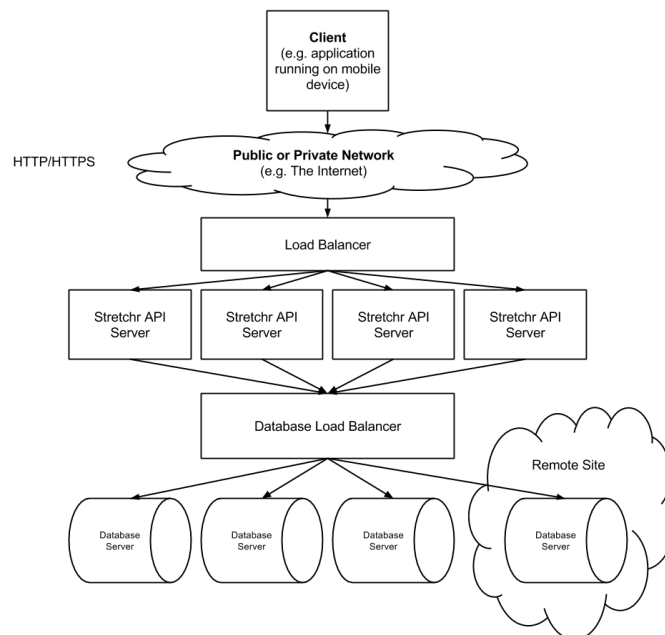 Client
(e.g. application
running on mobile
device)
HTTP/HTTPS
Public or Private Network
(e.g. The Internet)
Load Balancer
Stretchr API
Server
Stretchr API
Server
Stretchr API
Server
Stretchr API
Server
Database Load Balancer
Remote Site
Database
Server
Database
Server
Database
Server
Database
Server